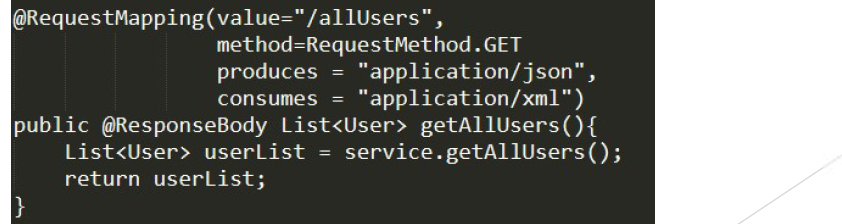 @RequestMapping(value="/allUsers",
method=RequestMethod.GET
produces = "application/json",
consumes = "application/xml")
public @ResponseBody List<User> getAllUsers(){
List<User> userList = service.getAllUsers();
return userList;
}